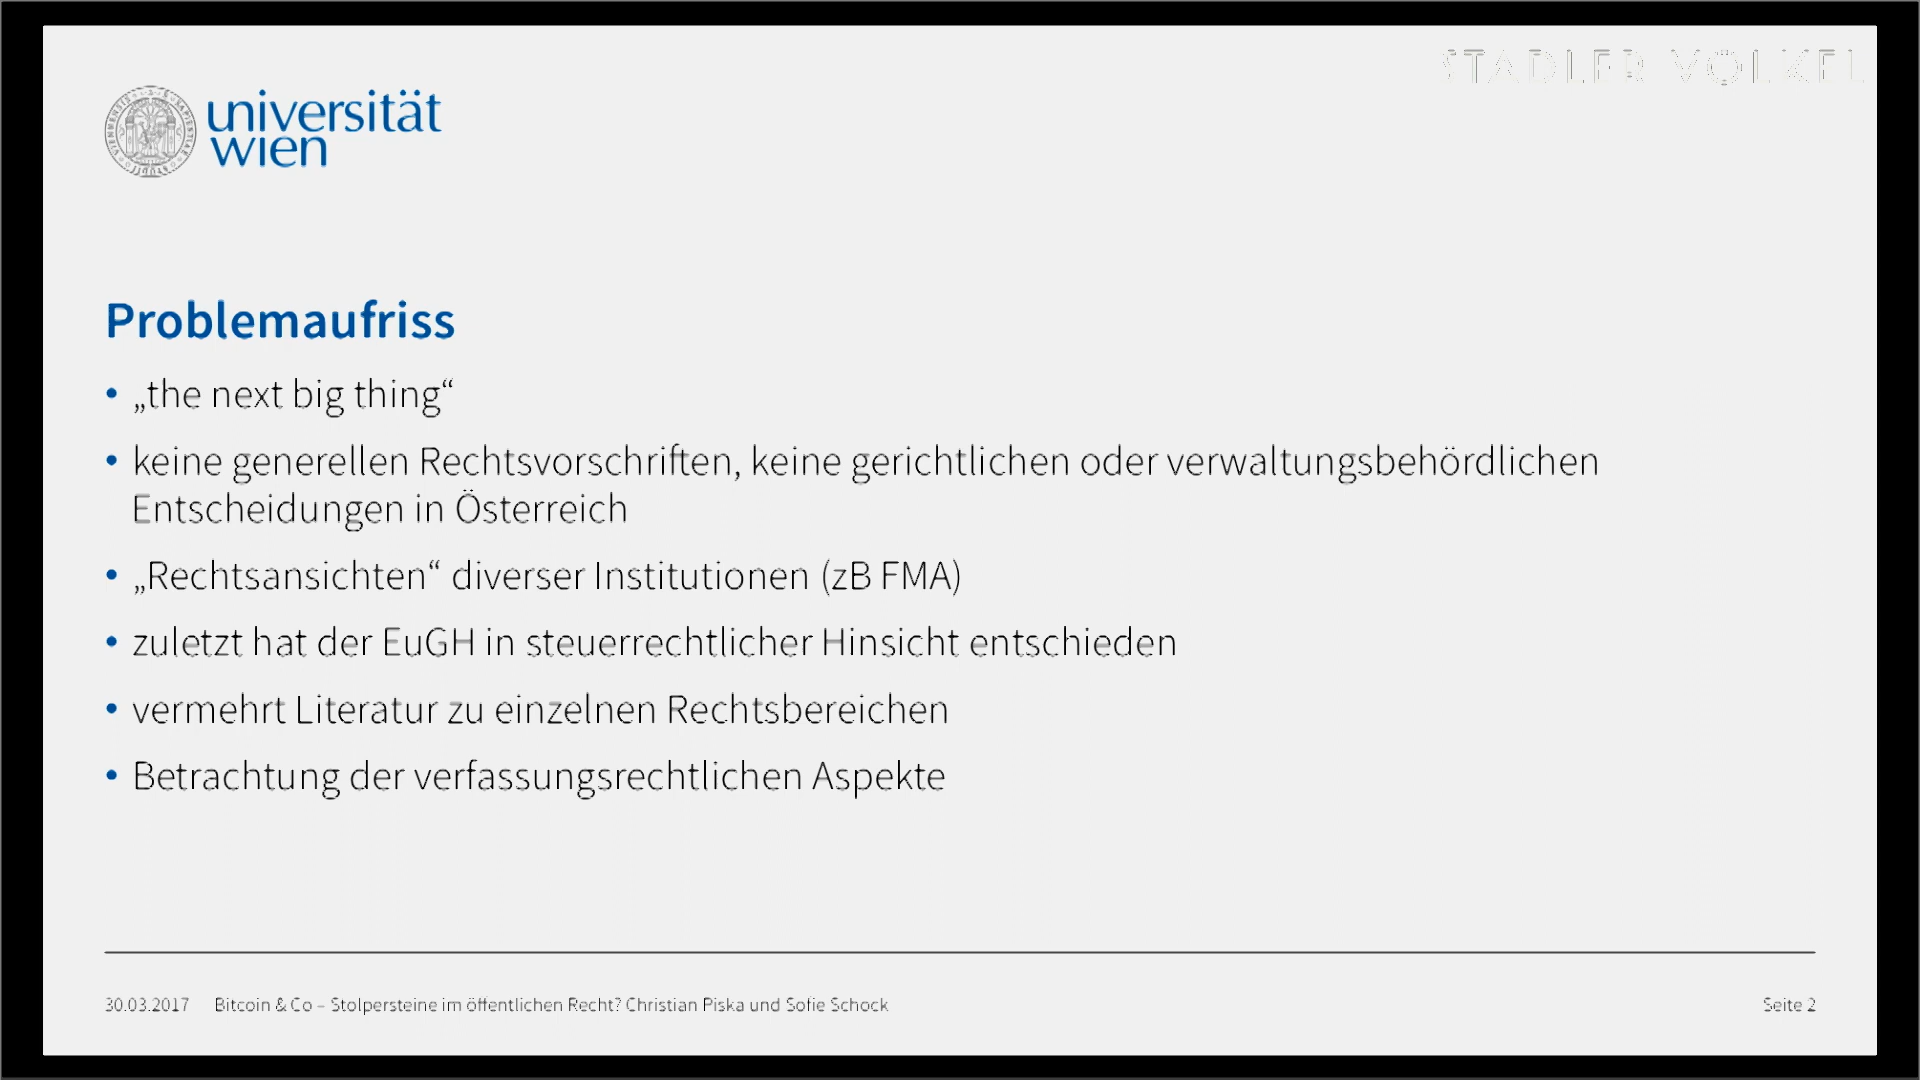 STADLER VÖLKEL
universität
wien
Problemaufriss
• „the next big thing“
• keine generellen Rechtsvorschriften, keine gerichtlichen oder verwaltungsbehördlichen
Entscheidungen in Österreich
• „Rechtsansichten“ diverser Institutionen (zB FMA)
• zuletzt hat der EuGH in steuerrechtlicher Hinsicht entschieden
• vermehrt Literatur zu einzelnen Rechtsbereichen
• Betrachtung der verfassungsrechtlichen Aspekte
30.03.2017 Bitcoin & Co – Stolpersteine im öffentlichen Recht? Christian Piska und Sofie Schock
Seite 2